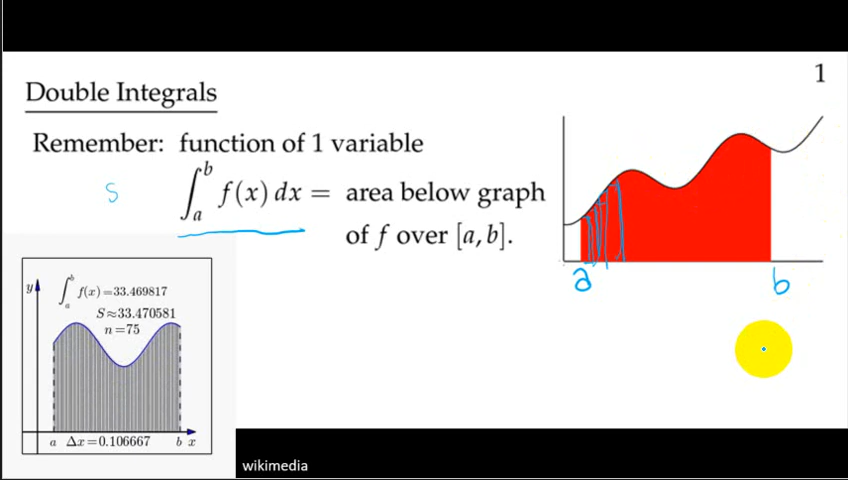 1
Double Integrals
Remember: function of 1 variable
S
∫_a^b f(x) dx = area below graph
of f over [a, b].
a
b
y
∫_a^b f(x)=33.469817
S≈33.470581
n=75
a Δx=0.106667 b x
wikimedia